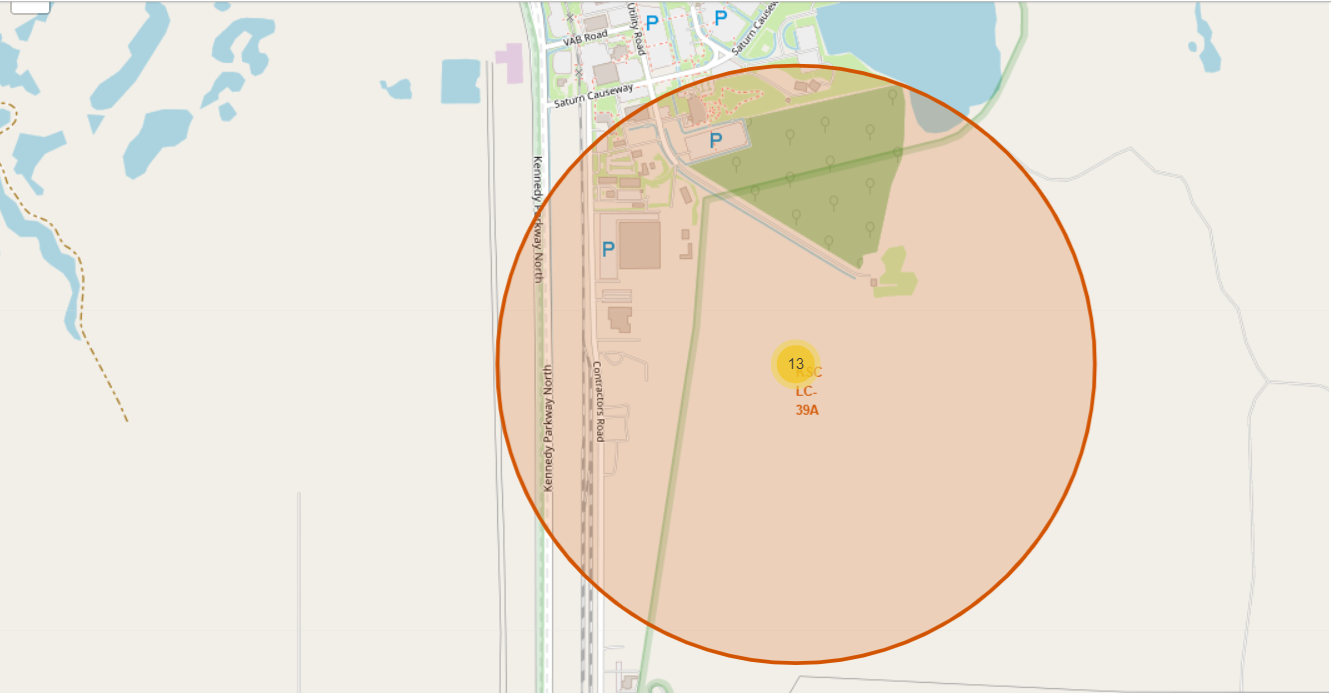 P
P
Utility Road
VAB Road
Saturn Causeway
Saturn Causeway
P
Kennedy Parkway North
P
13
KSC
LC-
39A
Contractors Road
Kennedy Parkway North